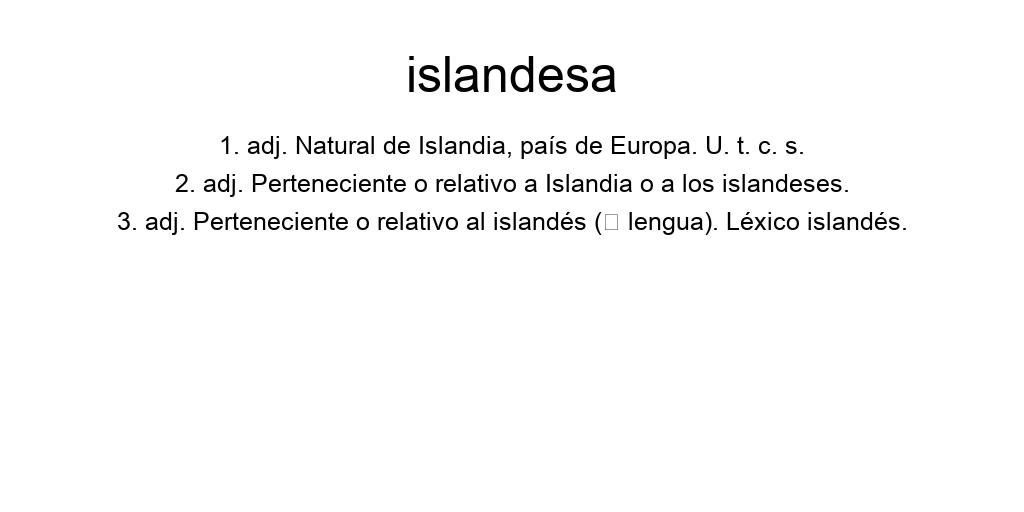 islandesa
1. adj. Natural de Islandia, país de Europa. U. t. c. s.
2. adj. Perteneciente o relativo a Islandia o a los islandeses.
3. adj. Perteneciente o relativo al islandés (□ lengua). Léxico islandés.